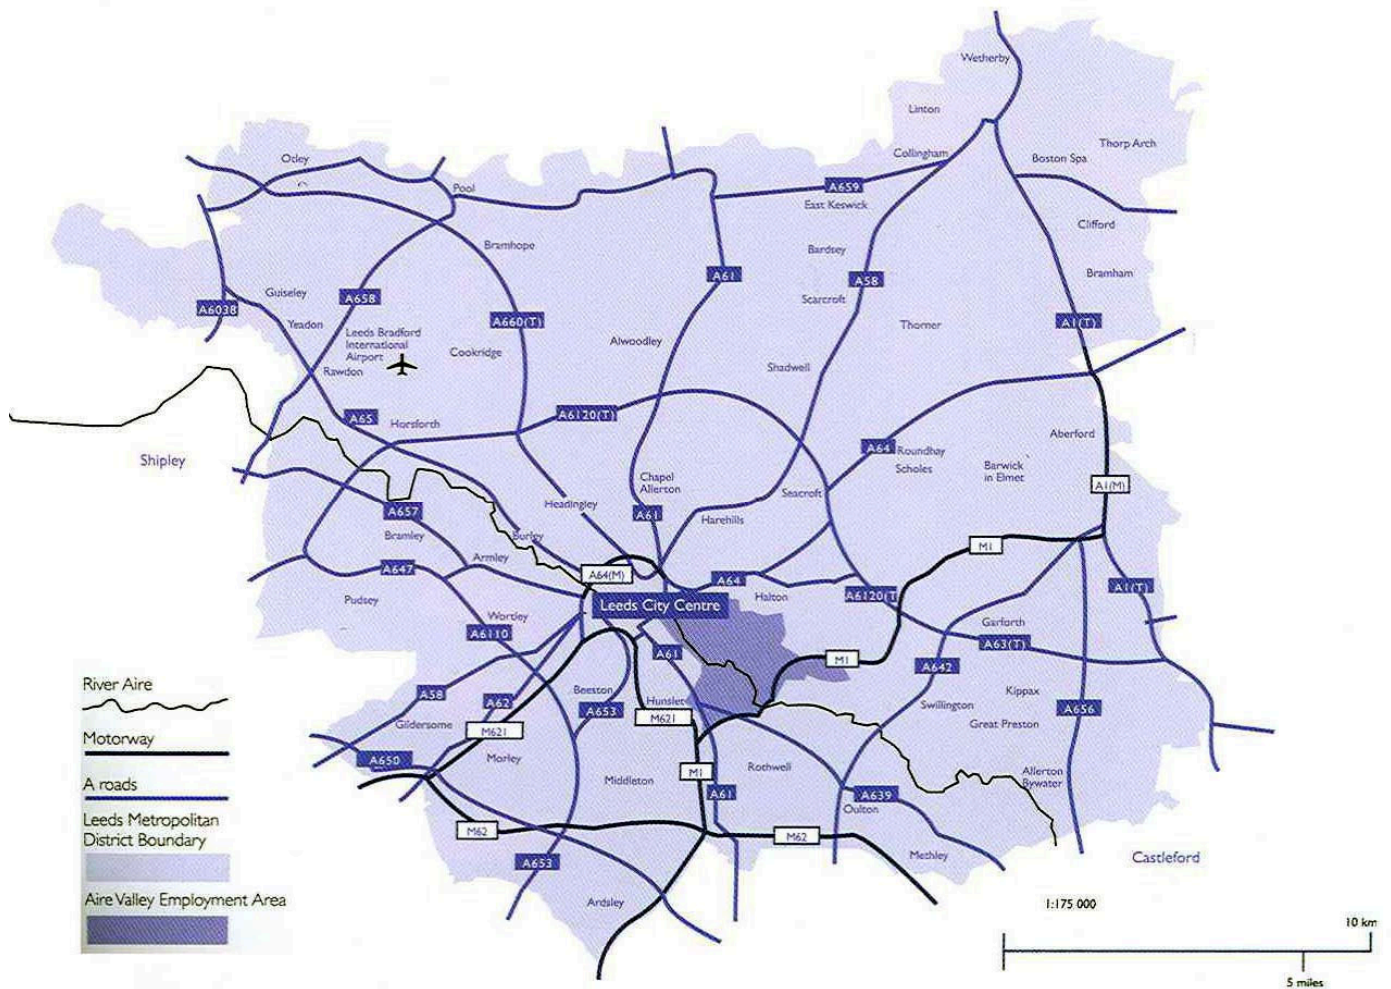 Wetherby
Linton
Thorp Arch
Collingham
Boston Spa
Otley
Pool
A659
East Keswick
Clifford
Bramhope
Bardsey
Bramham
A61
A58
Guiseley
A658
Scarcroft
A6038
Yeadon
A660(T)
A1(T)
Thorner
Leeds Bradford
International
Airport
Alwoodley
Cookridge
Rawdon
Shadwell
A65
A6120(T)
Horsforth
Aberford
A64
Roundhay
Scholes
Shipley
Barwick
in Elmet
Chapel
Allerton
A1(M)
Seacroft
Headingley
A657
A61
Harehills
Bramley
Burley
M1
Armley
A647
A64(M)
A64
A1(T)
Halton
A6120(T
Pudsey
Leeds City Centre
Wortley
Garforth
A6110
A63(T)
A61
M1
A642
River Aire
A58
Beeston
Kippax
A62
Hunslet
Swillington
A653
A656
M621
Gildersome
Great Preston
M621
Motorway
A650
Morley
M1
Rothwell
Middleton
Allerton
Bywater
A roads
A61
A639
Oulton
Leeds Metropolitan
District Boundary
M62
M62
Methley
A653
Castleford
Aire Valley Employment Area
Ardsley
1:175 000
10 km
5 miles